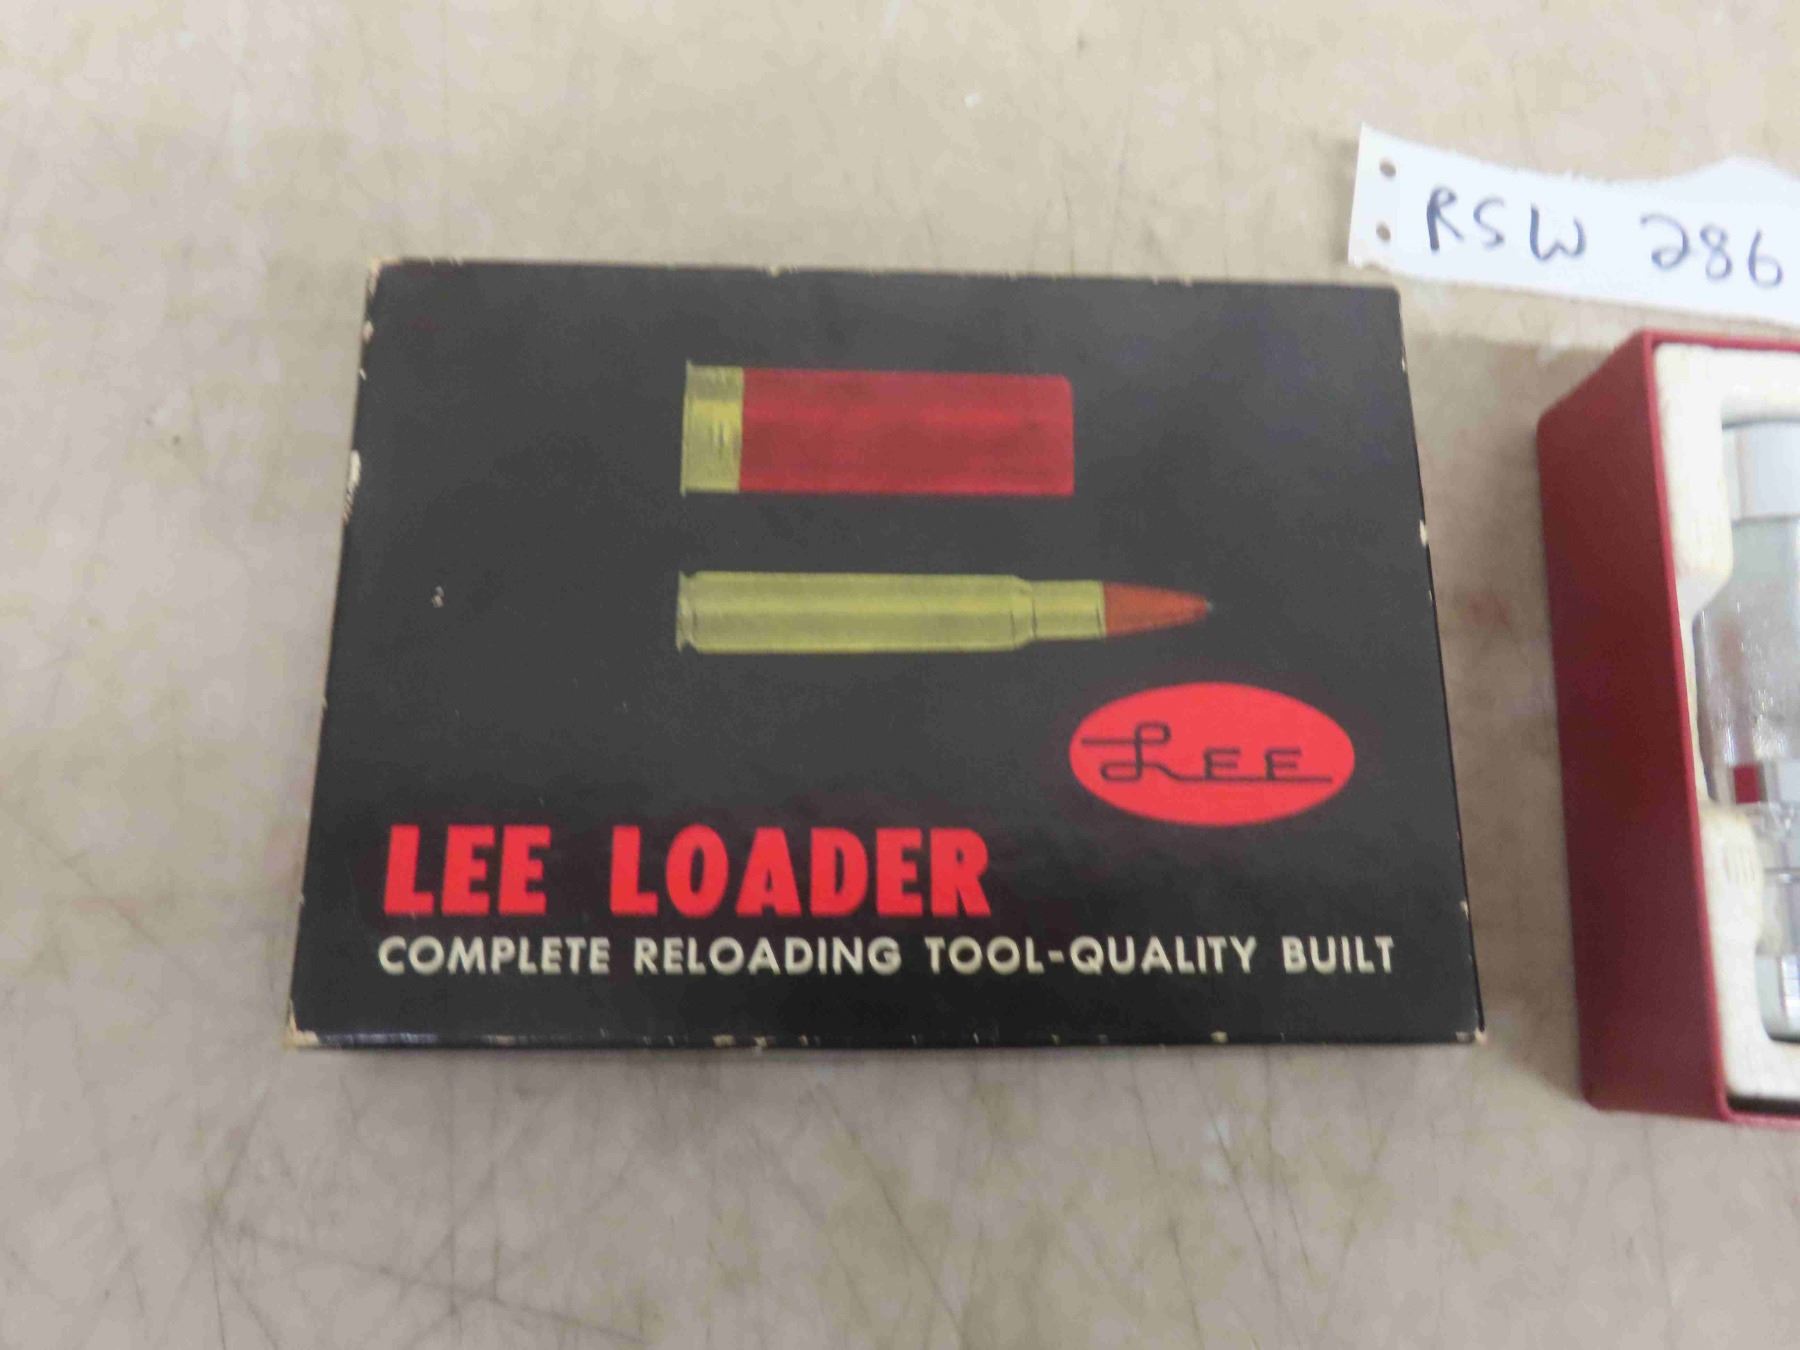 RSW 286
LEE
LEE LOADER
COMPLETE RELOADING TOOL-QUALITY BUILT